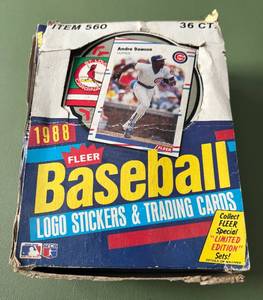 ITEM 560
36 CT.
Andre Dawson
FLEER
1988
FLEER
Baseball
LOGO STICKERS & TRADING CARDS
Collect
FLEER
Special
"LIMITED
EDITION"
Sets!